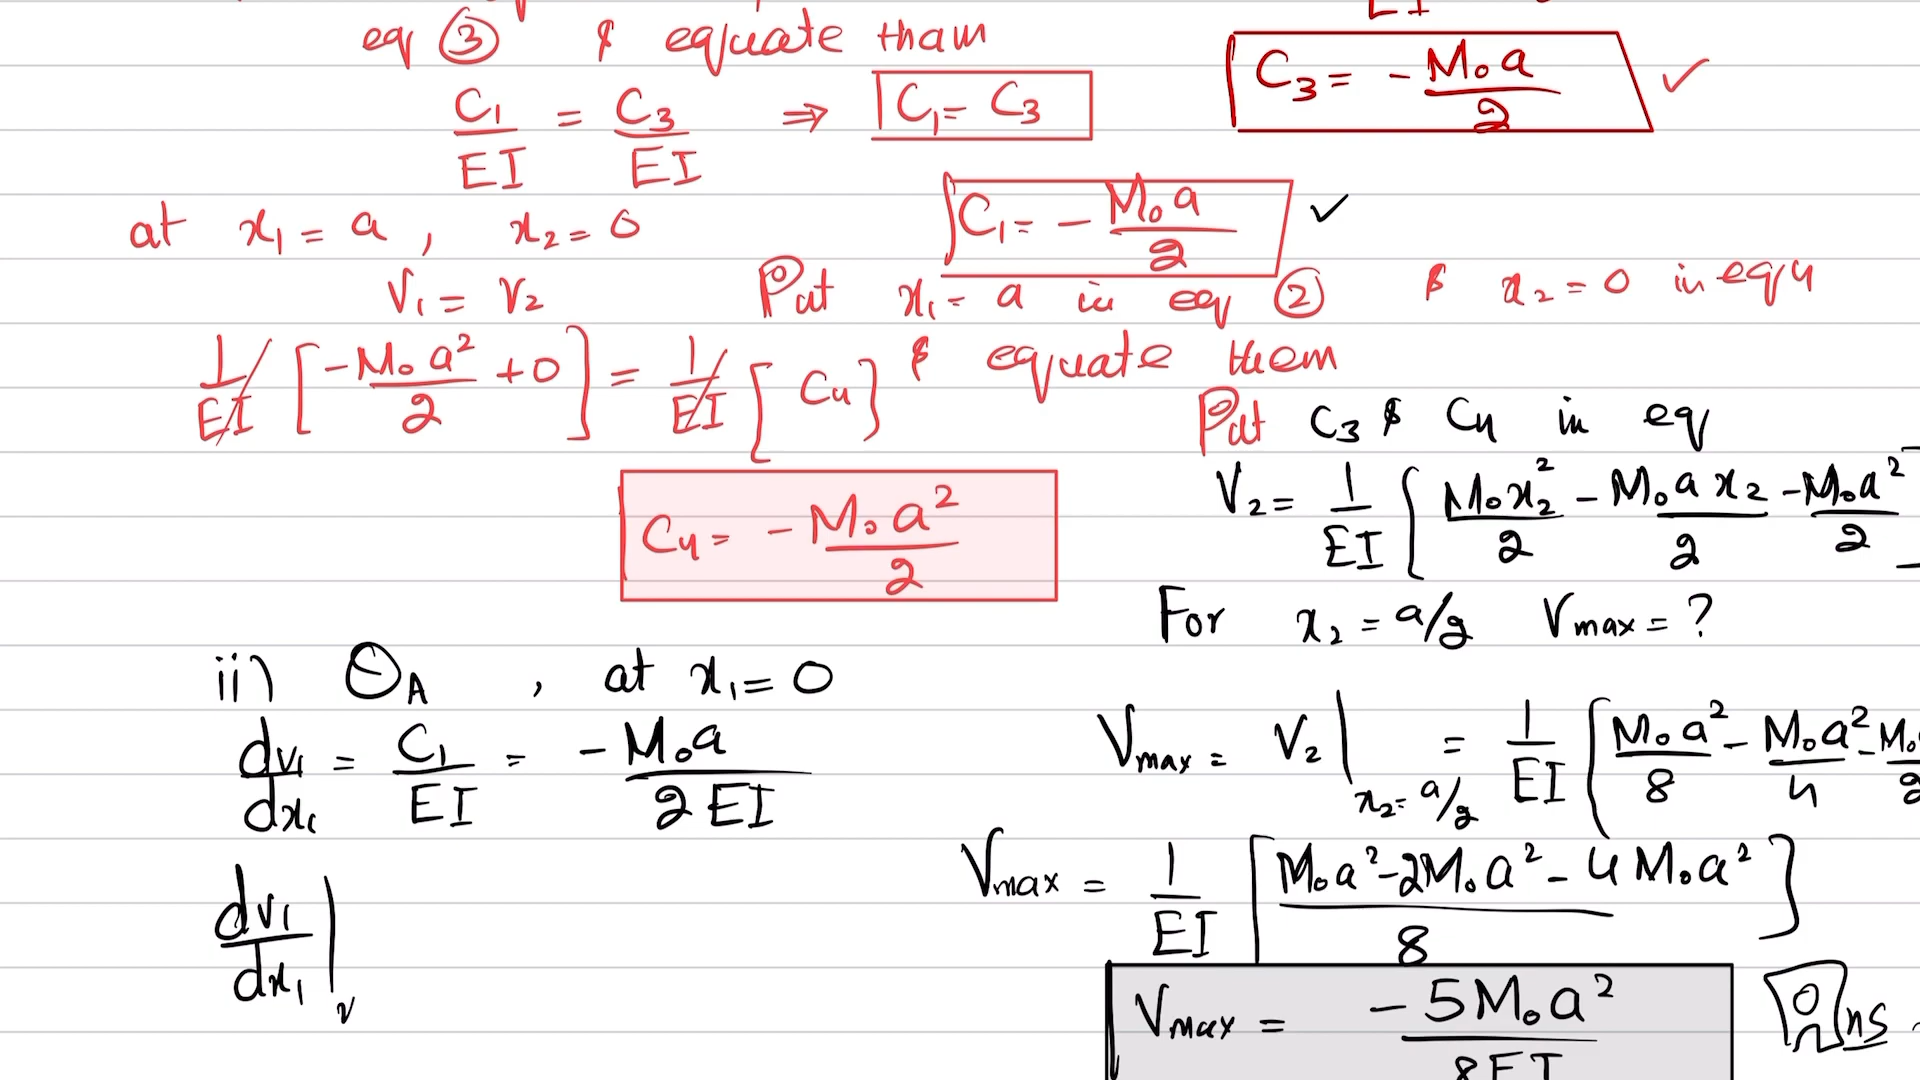 eq ③ & equate tham
C₁/EI = C₃/EI ⇒ C₁ = C₃
EI
C₃ = - M₀a/2 ✓
C₁ = - M₀a/2 ✓
at x₁ = a , x₂ = 0
V₁ = V₂
Put x₁ = a in eq ② & x₂ = 0 in eq 4
& equate them
1/EI [-M₀a²/2 + 0] = 1/EI [C₄]
C₄ = - M₀a²/2
Put C₃ & C₄ in eq
V₂ = 1/EI [M₀x₂²/2 - M₀a x₂/2 - M₀a²/2]
For x₂ = a/2 Vmax = ?
Vmax = V₂| x₂ = a/2 = 1/EI [M₀a²/8 - M₀a²/4 - M₀
Vmax = 1/EI [M₀a² - 2M₀a² - 4M₀a² / 8]
Vmax = - 5M₀a²/8EI Ans
ii) ΘA , at x₁ = 0
dv₁/dx₁ = C₁/EI = - M₀a/2EI
dv₁/dx₁ |